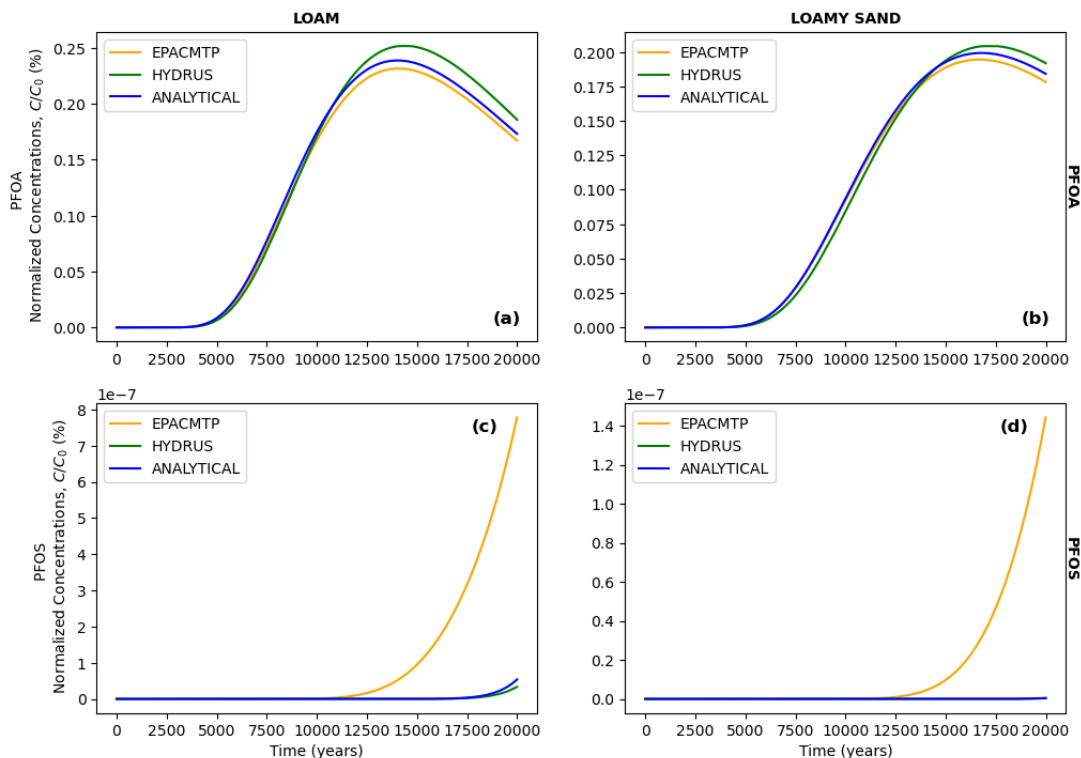 LOAM
LOAMY SAND
PFOA
Normalized Concentrations, C/C₀ (%)
0.25
0.20
0.15
0.10
0.05
0.00
EPACMTP
HYDRUS
ANALYTICAL
(a)
0 2500 5000 7500 10000 12500 15000 17500 20000
0.200
0.175
0.150
0.125
0.100
0.075
0.050
0.025
0.000
EPACMTP
HYDRUS
ANALYTICAL
(b)
PFOA
0 2500 5000 7500 10000 12500 15000 17500 20000
PFOS
Normalized Concentrations, C/C₀ (%)
1e−7
8
7
6
5
4
3
2
1
0
EPACMTP
HYDRUS
ANALYTICAL
(c)
0 2500 5000 7500 10000 12500 15000 17500 20000
Time (years)
1e−7
1.4
1.2
1.0
0.8
0.6
0.4
0.2
0.0
EPACMTP
HYDRUS
ANALYTICAL
(d)
PFOS
0 2500 5000 7500 10000 12500 15000 17500 20000
Time (years)